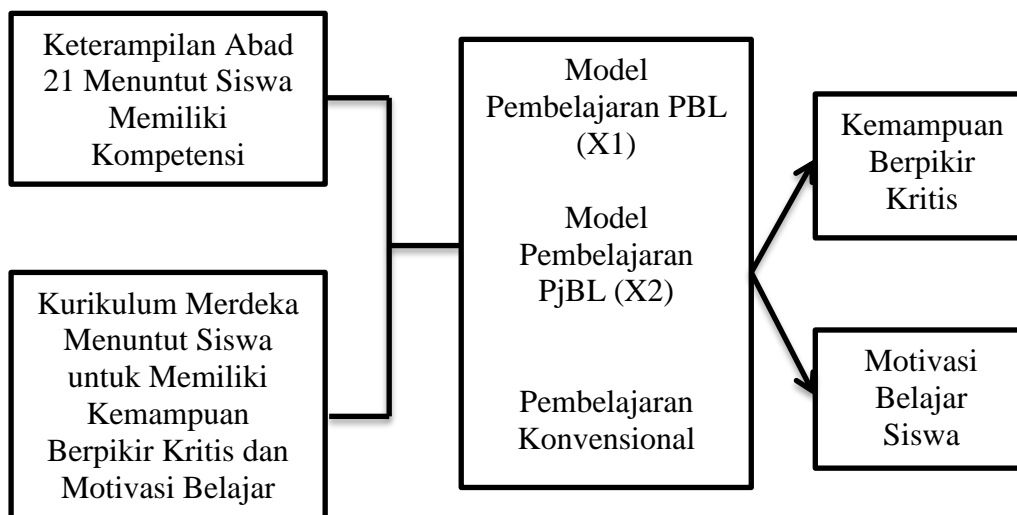 Keterampilan Abad
21 Menuntut Siswa
Memiliki
Kompetensi
Kurikulum Merdeka
Menuntut Siswa
untuk Memiliki
Kemampuan
Berpikir Kritis dan
Motivasi Belajar
Model
Pembelajaran PBL
(X1)
Model
Pembelajaran
PjBL (X2)
Pembelajaran
Konvensional
Kemampuan
Berpikir
Kritis
Motivasi
Belajar
Siswa